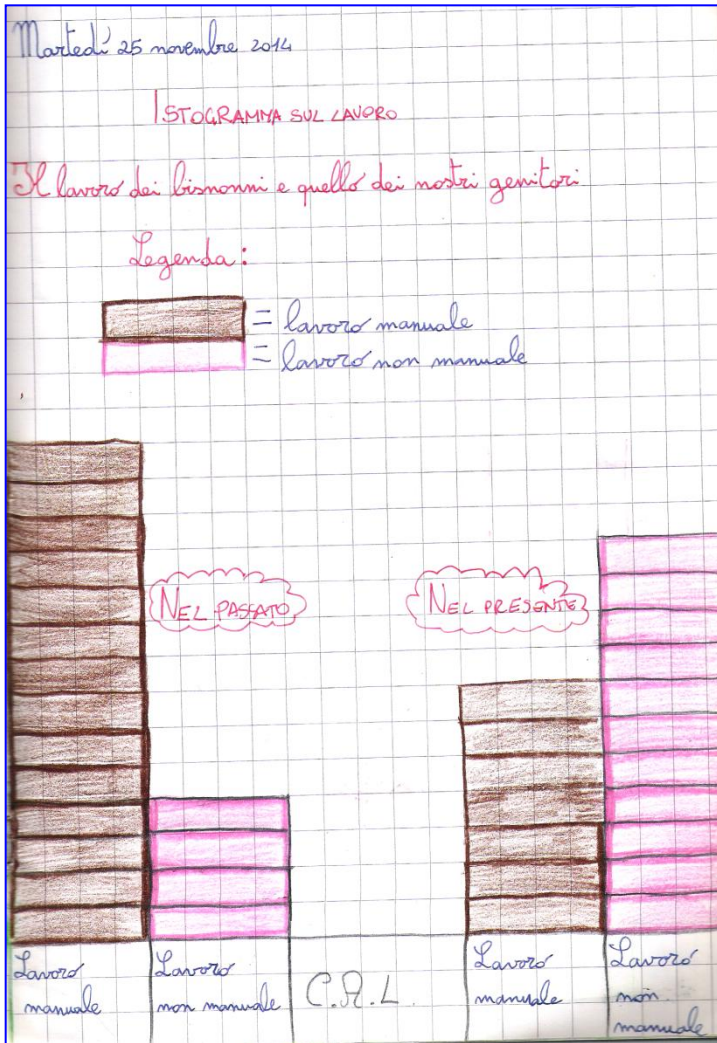 Martedì 25 novembre 2014
ISTOGRAMMA SUL LAVORO
Il lavoro dei bisnonni e quello dei nostri genitori.
Legenda:
= lavoro manuale
= lavoro non manuale
NEL PASSATO
NEL PRESENTE
Lavoro
manuale
Lavoro
non manuale
C.R.L.
Lavoro
manuale
Lavoro
non
manuale